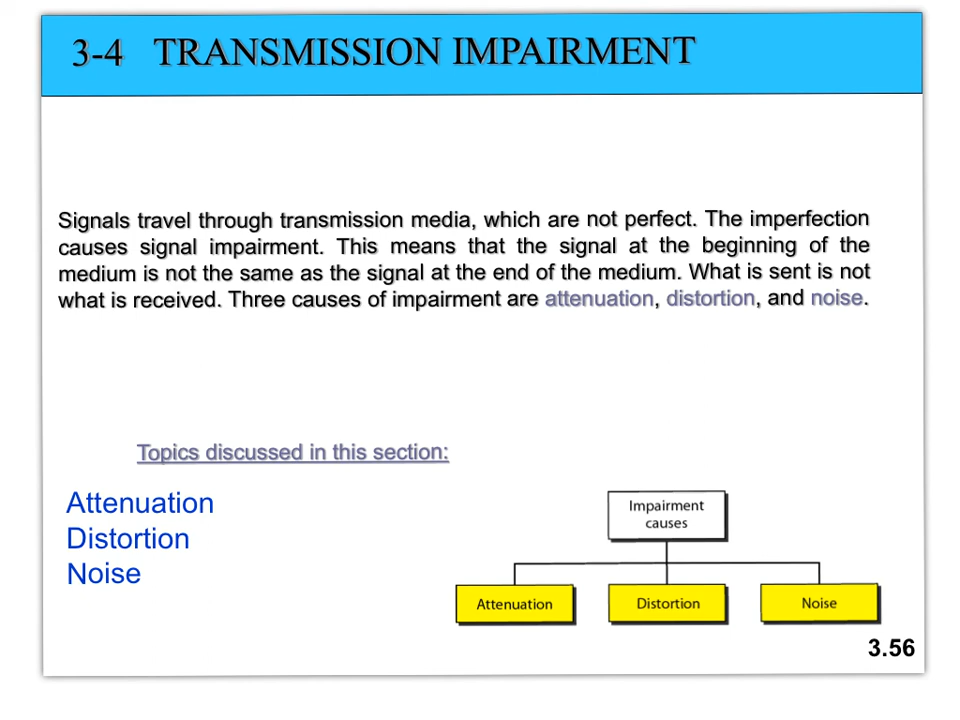 3-4 TRANSMISSION IMPAIRMENT
Signals travel through transmission media, which are not perfect. The imperfection
causes signal impairment. This means that the signal at the beginning of the
medium is not the same as the signal at the end of the medium. What is sent is not
what is received. Three causes of impairment are attenuation, distortion, and noise.
Topics discussed in this section:
Attenuation
Distortion
Noise
Impairment
causes
Attenuation
Distortion
Noise
3.56